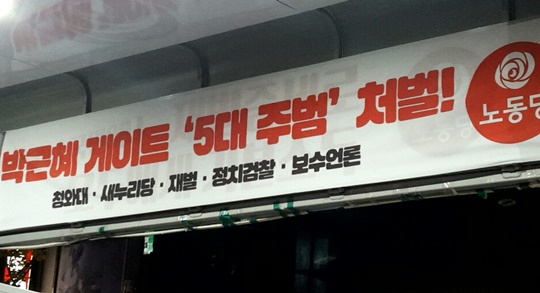 박근혜 게이트 '5대 주범' 처벌!
청와대 · 새누리당 · 재벌 · 정치검찰 · 보수언론
노동당